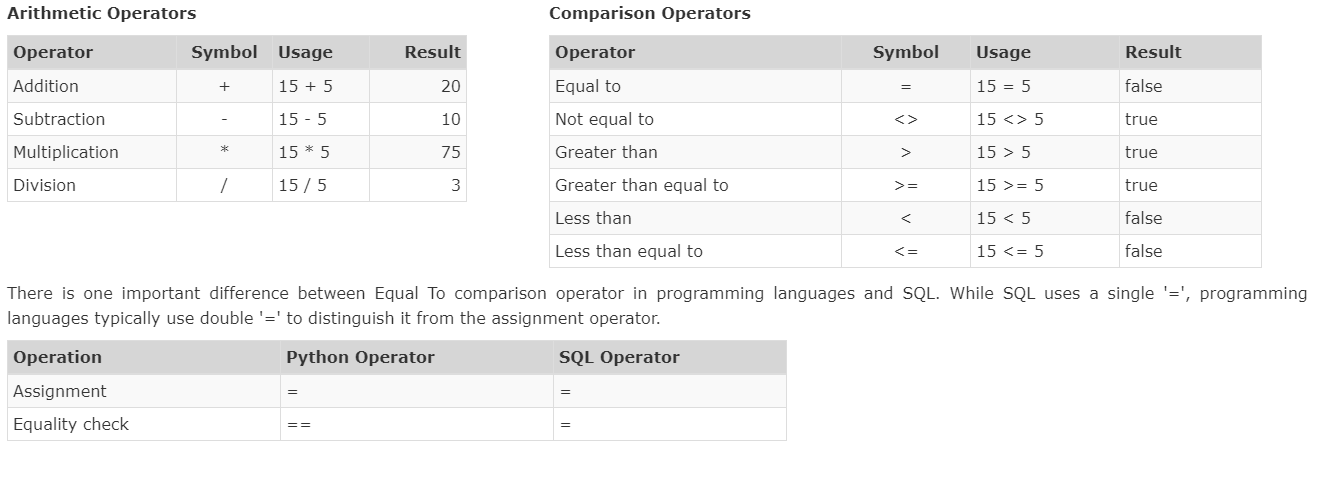 Arithmetic Operators
Operator Symbol Usage Result
Addition + 15 + 5 20
Subtraction - 15 - 5 10
Multiplication * 15 * 5 75
Division / 15 / 5 3
Comparison Operators
Operator Symbol Usage Result
Equal to = 15 = 5 false
Not equal to <> 15 <> 5 true
Greater than > 15 > 5 true
Greater than equal to >= 15 >= 5 true
Less than < 15 < 5 false
Less than equal to <= 15 <= 5 false
There is one important difference between Equal To comparison operator in programming languages and SQL. While SQL uses a single '=', programming
languages typically use double '=' to distinguish it from the assignment operator.
Operation Python Operator SQL Operator
Assignment = =
Equality check == =